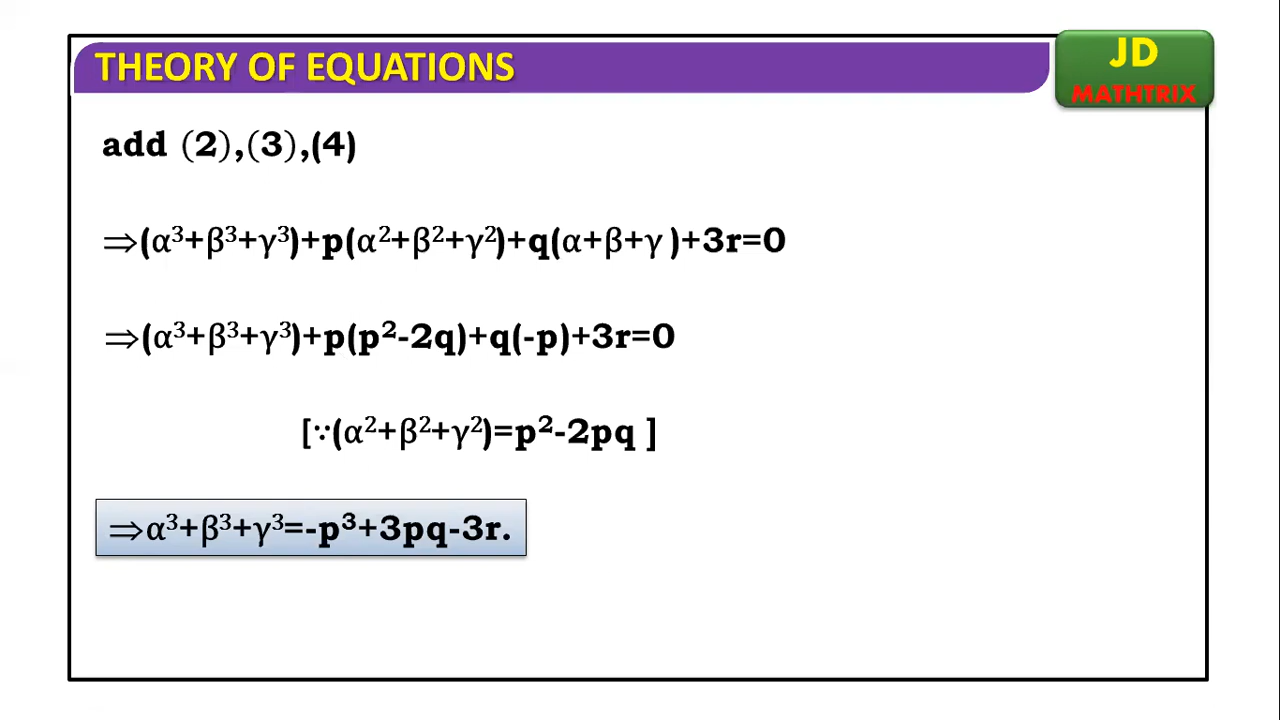 THEORY OF EQUATIONS
JD
MATHTRIX
add (2),(3),(4)
⇒(α³+β³+γ³)+p(α²+β²+γ²)+q(α+β+γ )+3r=0
⇒(α³+β³+γ³)+p(p²-2q)+q(-p)+3r=0
[∵(α²+β²+γ²)=p²-2pq ]
⇒α³+β³+γ³=-p³+3pq-3r.